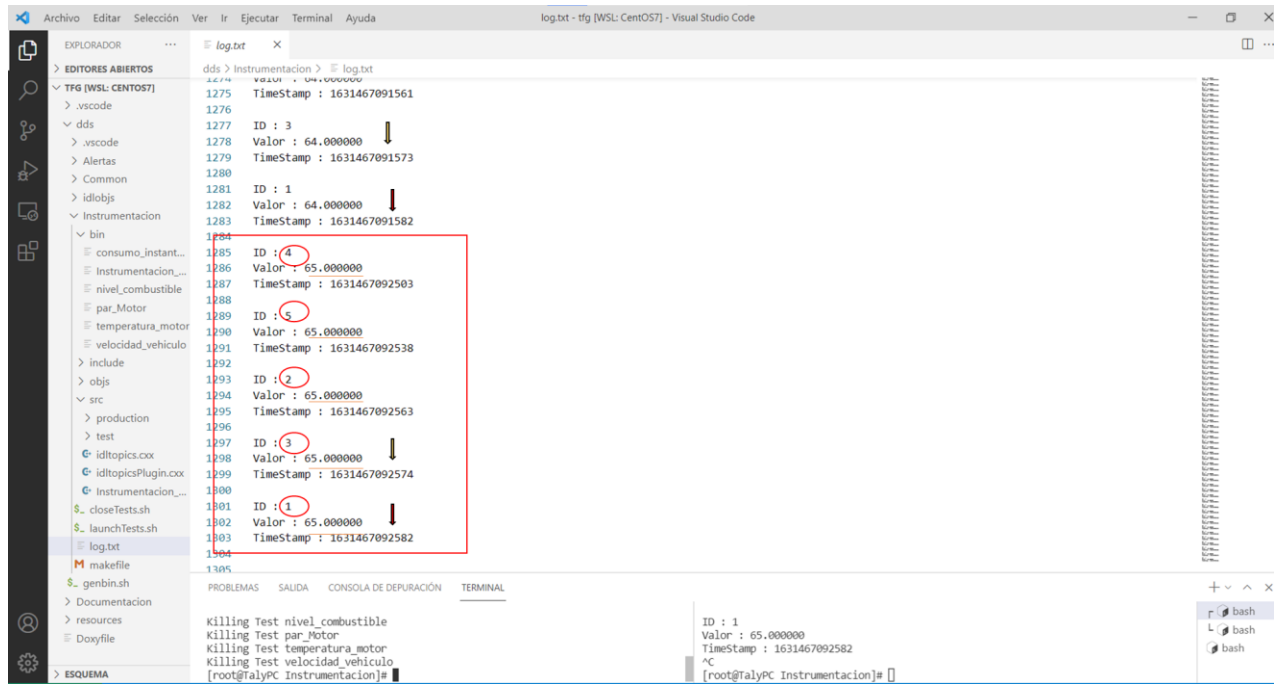 Archivo Editar Selección Ver Ir Ejecutar Terminal Ayuda
log.txt - tfg [WSL: CentOS7] - Visual Studio Code
EXPLORADOR
EDITORES ABIERTOS
TFG [WSL: CENTOS7]
.vscode
dds
.vscode
Alertas
Common
idlobjs
Instrumentacion
bin
consumo_instant...
Instrumentacion_...
nivel_combustible
par_Motor
temperatura_motor
velocidad_vehiculo
include
objs
src
production
test
idltopics.cxx
idltopicsPlugin.cxx
Instrumentacion_...
closeTests.sh
launchTests.sh
log.txt
makefile
genbin.sh
Documentacion
resources
Doxyfile
ESQUEMA
log.txt
dds > Instrumentacion > log.txt
1274 Valor : 64.000000
1275 TimeStamp : 1631467091561
1276
1277 ID : 3
1278 Valor : 64.000000
1279 TimeStamp : 1631467091573
1280
1281 ID : 1
1282 Valor : 64.000000
1283 TimeStamp : 1631467091582
1284
1285 ID : 4
1286 Valor : 65.000000
1287 TimeStamp : 1631467092503
1288
1289 ID : 5
1290 Valor : 65.000000
1291 TimeStamp : 1631467092538
1292
1293 ID : 2
1294 Valor : 65.000000
1295 TimeStamp : 1631467092563
1296
1297 ID : 3
1298 Valor : 65.000000
1299 TimeStamp : 1631467092574
1300
1301 ID : 1
1302 Valor : 65.000000
1303 TimeStamp : 1631467092582
1304
1305
PROBLEMAS SALIDA CONSOLA DE DEPURACIÓN TERMINAL
Killing Test nivel_combustible
Killing Test par_Motor
Killing Test temperatura_motor
Killing Test velocidad_vehiculo
[root@TalyPC Instrumentacion]#
ID : 1
Valor : 65.000000
TimeStamp : 1631467092582
^C
[root@TalyPC Instrumentacion]#
bash
bash
bash